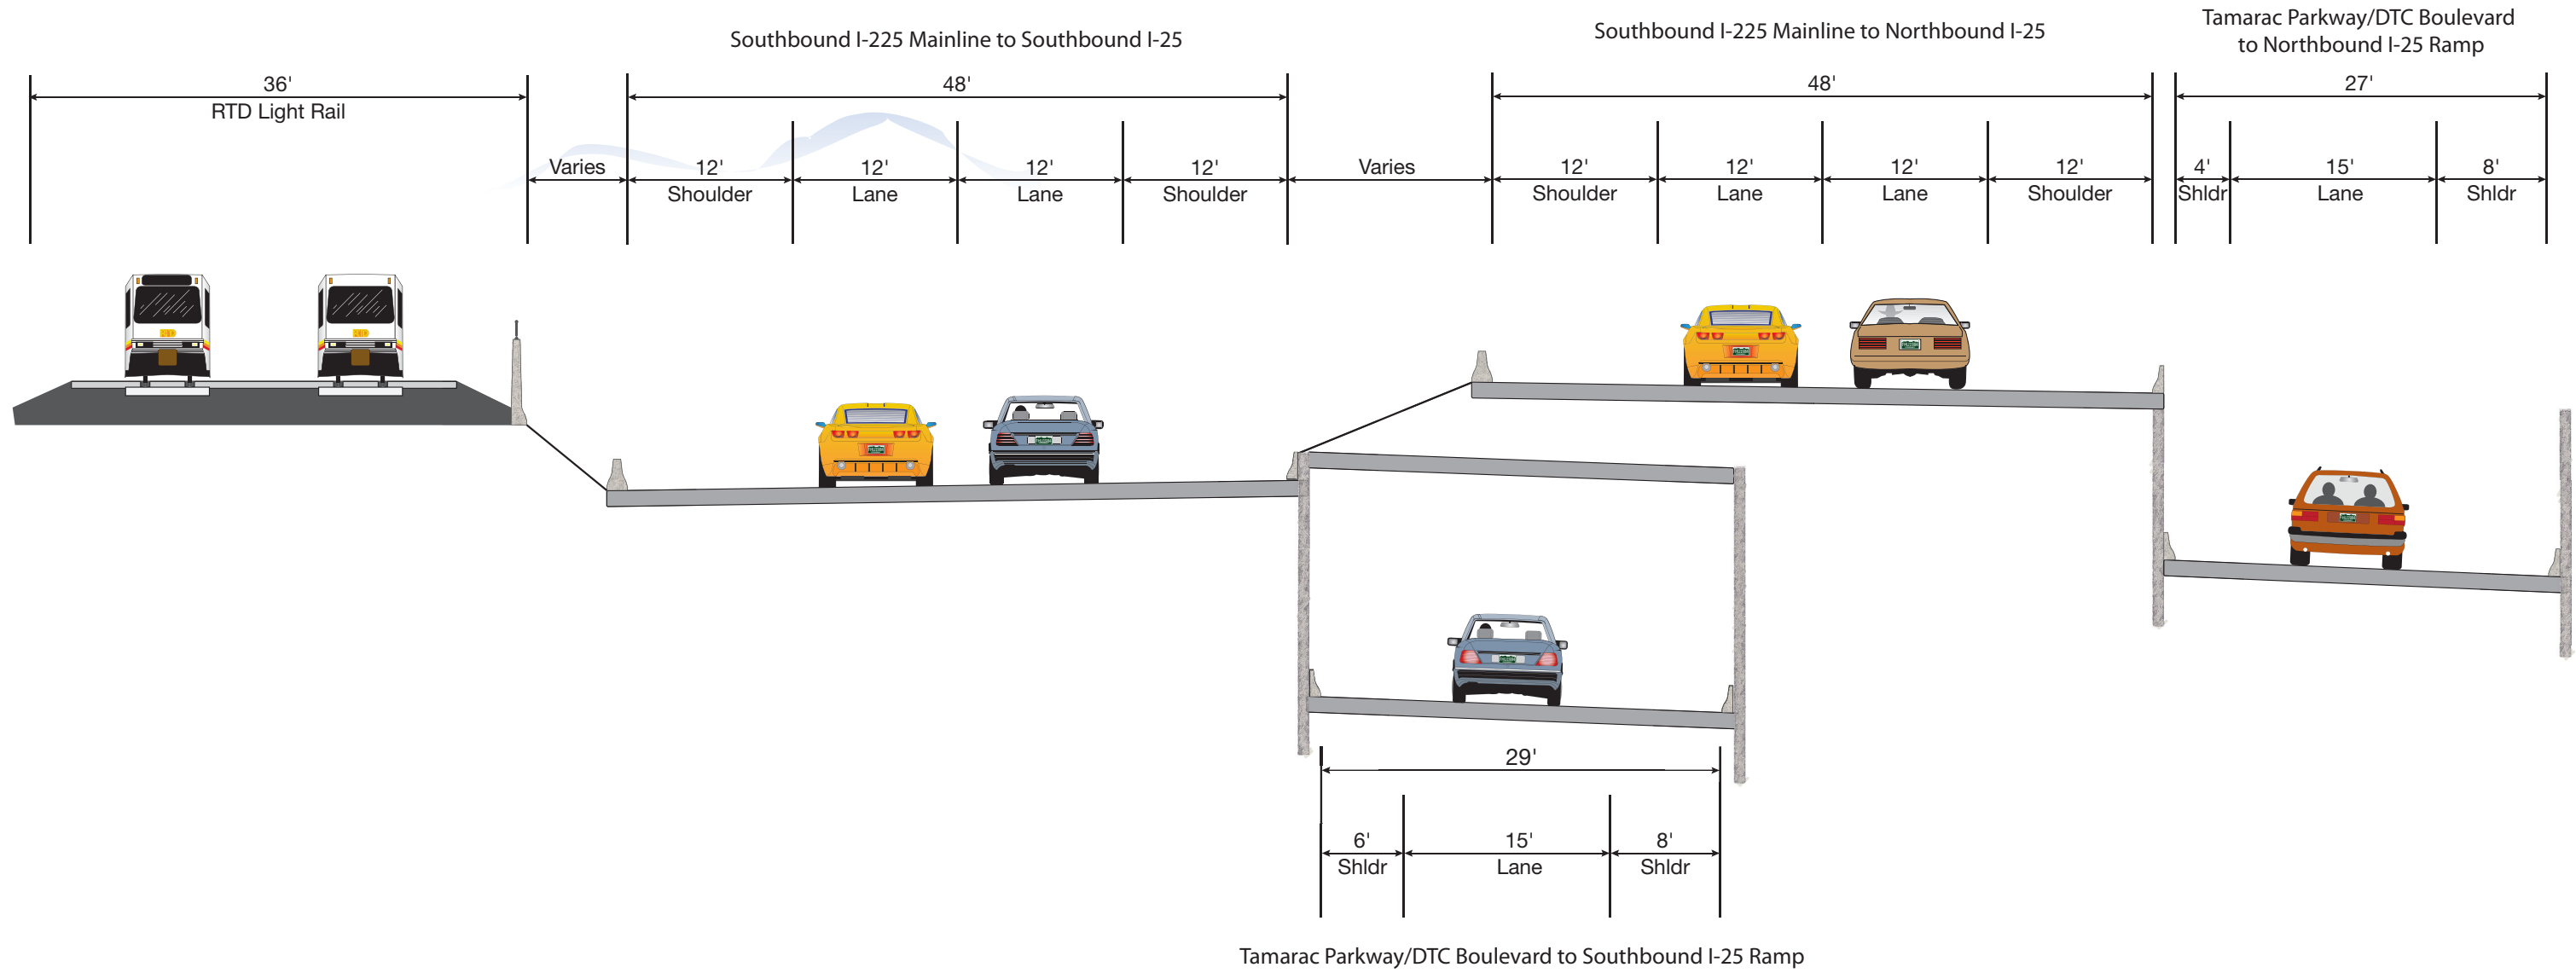 Southbound I-225 Mainline to Southbound I-25
Southbound I-225 Mainline to Northbound I-25
Tamarac Parkway/DTC Boulevard
to Northbound I-25 Ramp
36'
RTD Light Rail
48'
48'
27'
Varies
12'
Shoulder
12'
Lane
12'
Lane
12'
Shoulder
Varies
12'
Shoulder
12'
Lane
12'
Lane
12'
Shoulder
4'
Shldr
15'
Lane
8'
Shldr
29'
6'
Shldr
15'
Lane
8'
Shldr
Tamarac Parkway/DTC Boulevard to Southbound I-25 Ramp